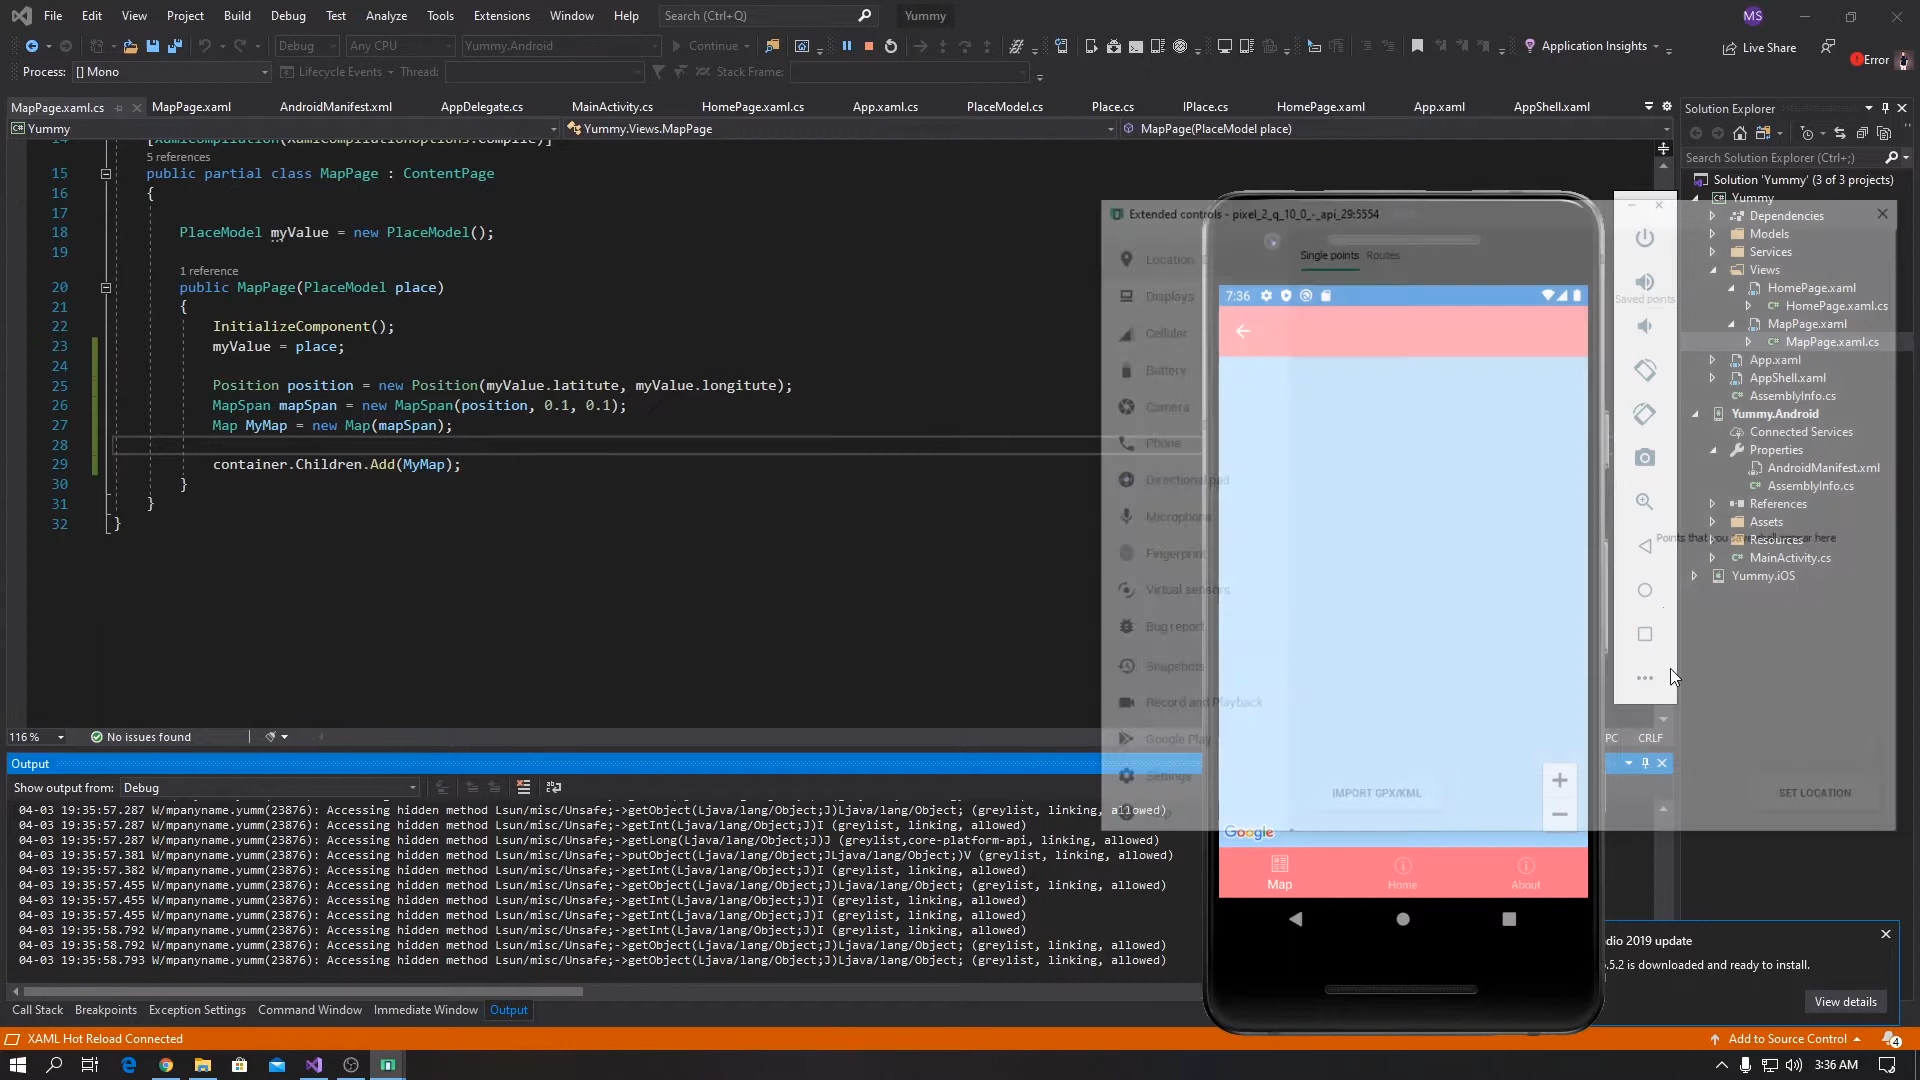 File Edit View Project Build Debug Test Analyze Tools Extensions Window Help Search (Ctrl+Q) Yummy MS
Debug Any CPU Yummy.Android Continue Application Insights Live Share Error
Process: [] Mono Lifecycle Events Thread: Stack Frame:
MapPage.xaml.cs MapPage.xaml AndroidManifest.xml AppDelegate.cs MainActivity.cs HomePage.xaml.cs App.xaml.cs PlaceModel.cs Place.cs IPlace.cs HomePage.xaml App.xaml AppShell.xaml
Yummy Yummy.Views.MapPage MapPage(PlaceModel place)
14 [XamlCompilation(XamlCompilationOptions.Compile)]
5 references
15 public partial class MapPage : ContentPage
16 {
17
18 PlaceModel myValue = new PlaceModel();
19
1 reference
20 public MapPage(PlaceModel place)
21 {
22 InitializeComponent();
23 myValue = place;
24
25 Position position = new Position(myValue.latitute, myValue.longitute);
26 MapSpan mapSpan = new MapSpan(position, 0.1, 0.1);
27 Map MyMap = new Map(mapSpan);
28
29 container.Children.Add(MyMap);
30 }
31 }
32 }
116 % No issues found
PC CRLF
Extended controls - pixel_2_q_10_0_-_api_29:5554
Single points Routes
Location
Displays
Cellular
Battery
Camera
Phone
Directional pad
Microphone
Fingerprint
Virtual sensors
Bug report
Snapshots
Record and Playback
Google Play
Settings
Saved points
IMPORT GPX/KML
SET LOCATION
7:36
Google
Map Home About
Solution Explorer
Search Solution Explorer (Ctrl+;)
Solution 'Yummy' (3 of 3 projects)
Yummy
Dependencies
Models
Services
Views
HomePage.xaml
HomePage.xaml.cs
MapPage.xaml
MapPage.xaml.cs
App.xaml
AppShell.xaml
AssemblyInfo.cs
Yummy.Android
Connected Services
Properties
AndroidManifest.xml
AssemblyInfo.cs
References
Assets
Resources
MainActivity.cs
Yummy.iOS
Output
Show output from: Debug
04-03 19:35:57.287 W/mpanyname.yumm(23876): Accessing hidden method Lsun/misc/Unsafe;->getObject(Ljava/lang/Object;J)Ljava/lang/Object; (greylist, linking, allowed)
04-03 19:35:57.287 W/mpanyname.yumm(23876): Accessing hidden method Lsun/misc/Unsafe;->getInt(Ljava/lang/Object;J)I (greylist, linking, allowed)
04-03 19:35:57.287 W/mpanyname.yumm(23876): Accessing hidden method Lsun/misc/Unsafe;->getLong(Ljava/lang/Object;J)J (greylist,core-platform-api, linking, allowed)
04-03 19:35:57.381 W/mpanyname.yumm(23876): Accessing hidden method Lsun/misc/Unsafe;->putObject(Ljava/lang/Object;JLjava/lang/Object;)V (greylist, linking, allowed)
04-03 19:35:57.382 W/mpanyname.yumm(23876): Accessing hidden method Lsun/misc/Unsafe;->getInt(Ljava/lang/Object;J)I (greylist, linking, allowed)
04-03 19:35:57.455 W/mpanyname.yumm(23876): Accessing hidden method Lsun/misc/Unsafe;->getObject(Ljava/lang/Object;J)Ljava/lang/Object; (greylist, linking, allowed)
04-03 19:35:57.455 W/mpanyname.yumm(23876): Accessing hidden method Lsun/misc/Unsafe;->getInt(Ljava/lang/Object;J)I (greylist, linking, allowed)
04-03 19:35:57.455 W/mpanyname.yumm(23876): Accessing hidden method Lsun/misc/Unsafe;->getInt(Ljava/lang/Object;J)I (greylist, linking, allowed)
04-03 19:35:58.792 W/mpanyname.yumm(23876): Accessing hidden method Lsun/misc/Unsafe;->getInt(Ljava/lang/Object;J)I (greylist, linking, allowed)
04-03 19:35:58.792 W/mpanyname.yumm(23876): Accessing hidden method Lsun/misc/Unsafe;->getObject(Ljava/lang/Object;J)Ljava/lang/Object; (greylist, linking, allowed)
04-03 19:35:58.793 W/mpanyname.yumm(23876): Accessing hidden method Lsun/misc/Unsafe;->getObject(Ljava/lang/Object;J)Ljava/lang/Object; (greylist, linking, allowed)
dio 2019 update
.5.2 is downloaded and ready to install.
View details
Call Stack Breakpoints Exception Settings Command Window Immediate Window Output
XAML Hot Reload Connected Add to Source Control 4
3:36 AM